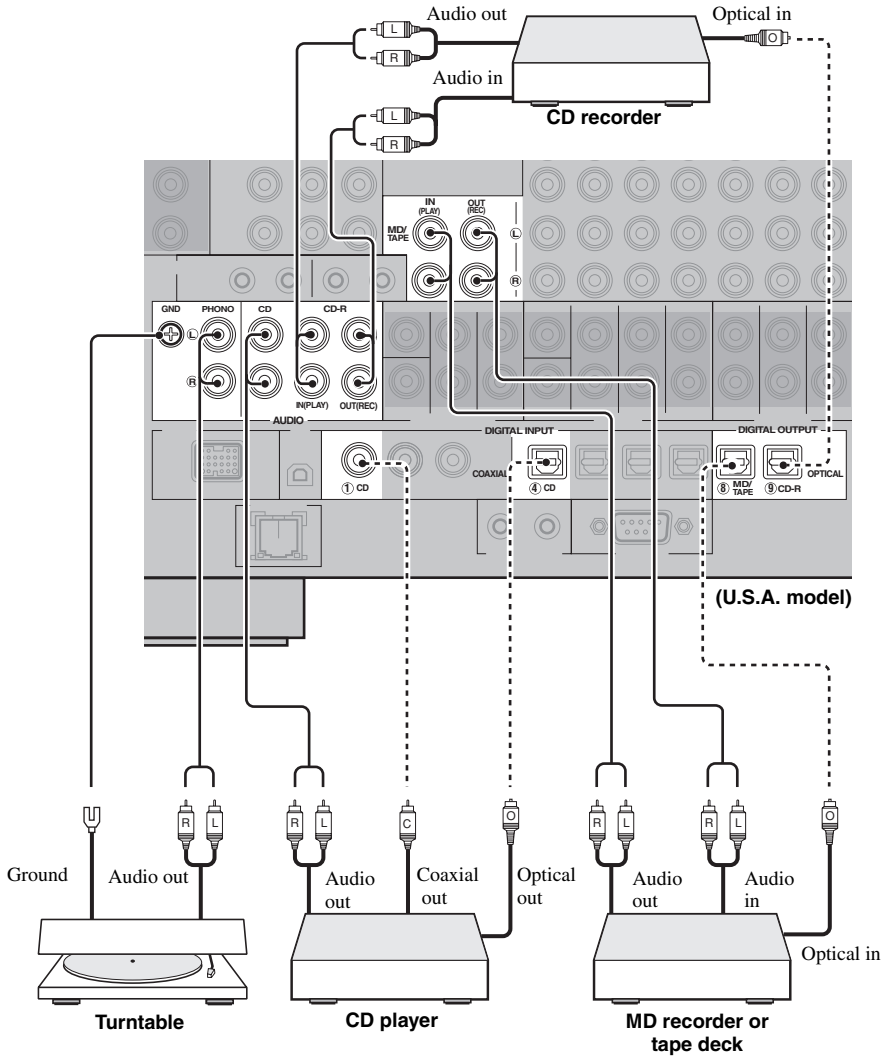 Audio out
Optical in
L
R
O
Audio in
L
R
CD recorder
IN
(PLAY)
OUT
(REC)
MD/
TAPE
L
R
GND
PHONO
CD
CD-R
L
R
IN(PLAY)
OUT(REC)
AUDIO
DIGITAL INPUT
DIGITAL OUTPUT
COAXIAL
OPTICAL
① CD
④ CD
⑧ MD/
TAPE
⑨ CD-R
(U.S.A. model)
R
L
R
L
C
O
R
L
R
L
O
Ground
Audio out
Audio
out
Coaxial
out
Optical
out
Audio
out
Audio
in
Optical in
Turntable
CD player
MD recorder or
tape deck